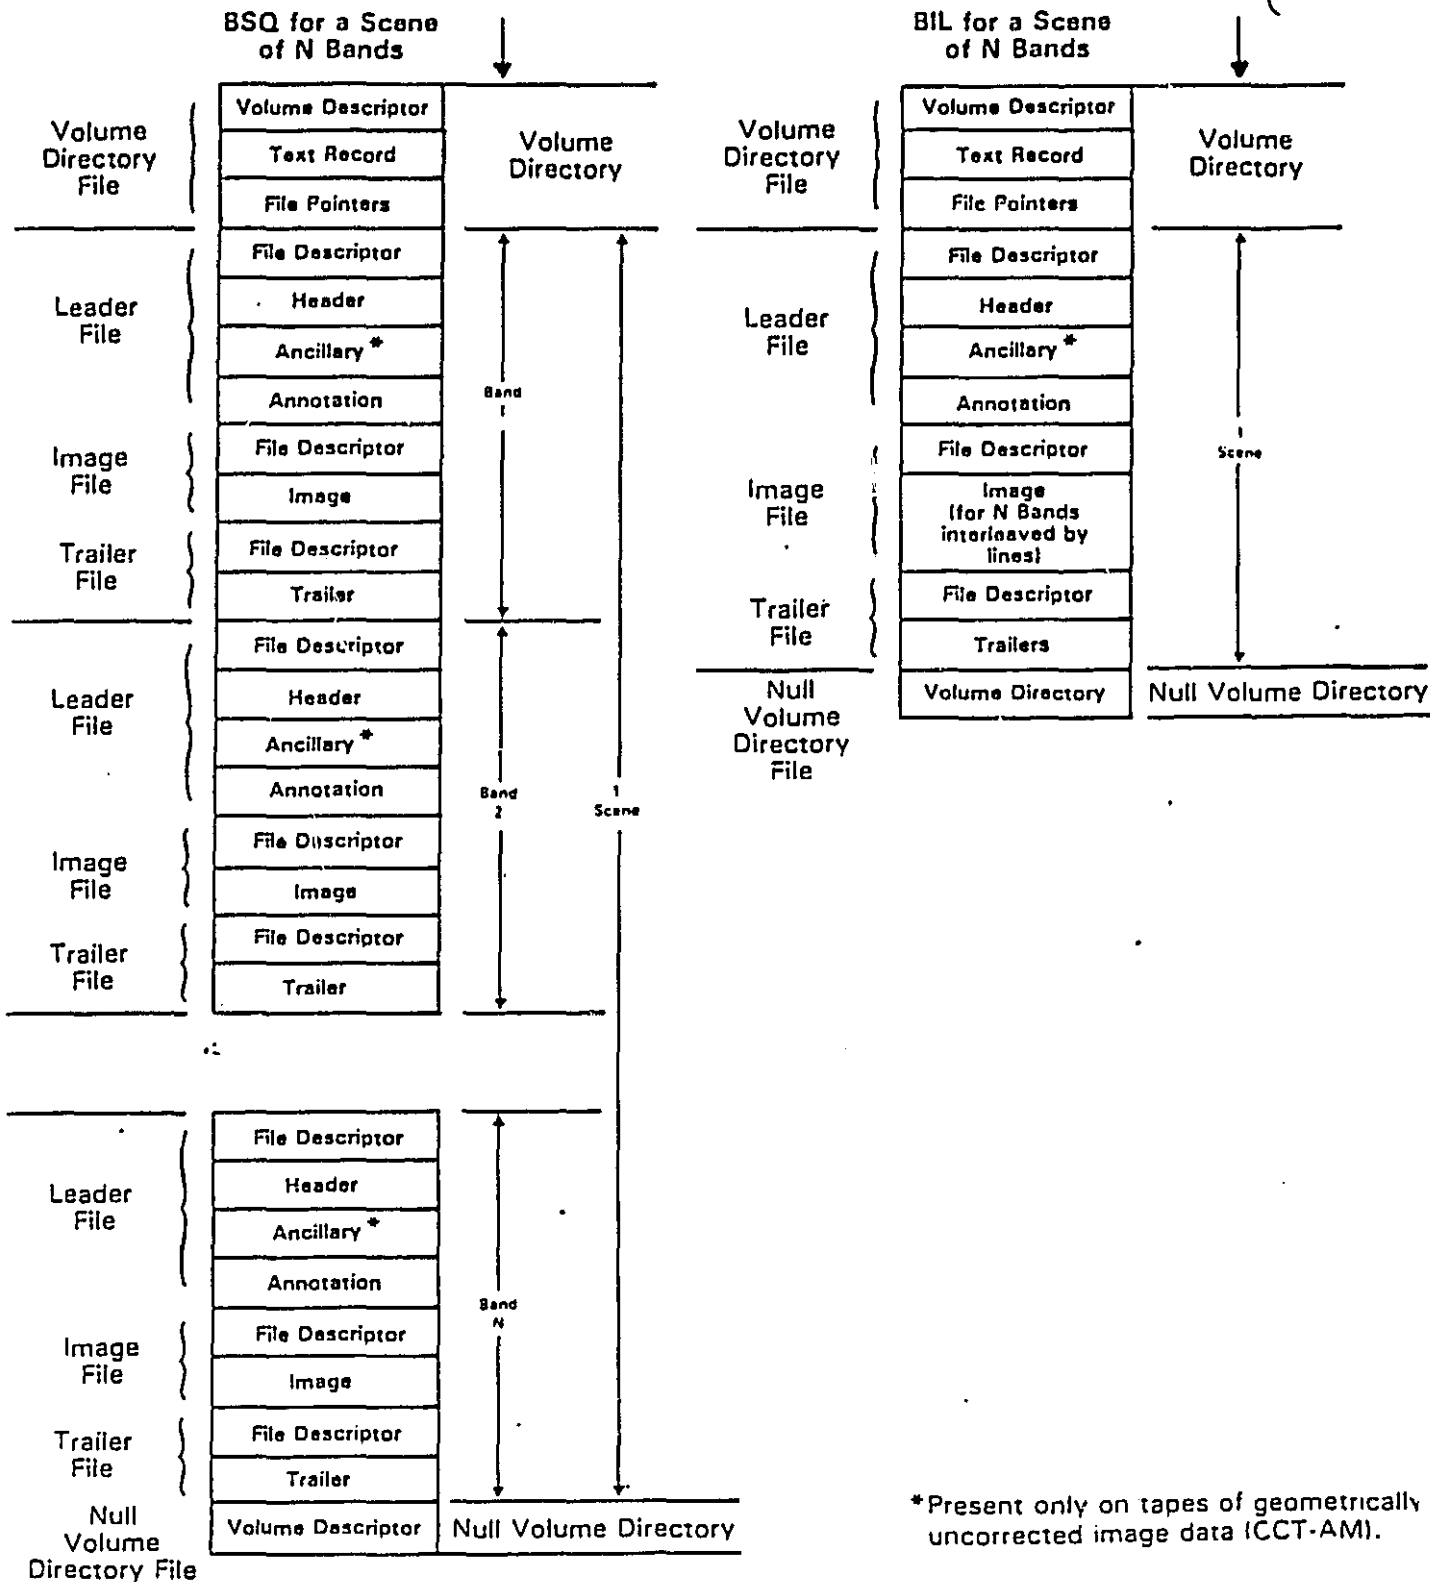 BSQ for a Scene
of N Bands
Volume
Directory
File
Volume Descriptor
Text Record
File Pointers
Volume
Directory
Leader
File
File Descriptor
Header
Ancillary*
Annotation
Image
File
File Descriptor
Image
Trailer
File
File Descriptor
Trailer
Band
1
Leader
File
File Descriptor
Header
Ancillary*
Annotation
Image
File
File Descriptor
Image
Trailer
File
File Descriptor
Trailer
Band
2
1
Scene
Leader
File
File Descriptor
Header
Ancillary*
Annotation
Image
File
File Descriptor
Image
Trailer
File
File Descriptor
Trailer
Band
N
Null
Volume
Directory File
Volume Descriptor
Null Volume Directory
BIL for a Scene
of N Bands
Volume
Directory
File
Volume Descriptor
Text Record
File Pointers
Volume
Directory
Leader
File
File Descriptor
Header
Ancillary*
Annotation
Image
File
File Descriptor
Image
(for N Bands
interleaved by
lines)
Trailer
File
File Descriptor
Trailers
1
Scene
Null
Volume
Directory
File
Volume Directory
Null Volume Directory
*Present only on tapes of geometrically
uncorrected image data (CCT-AM).